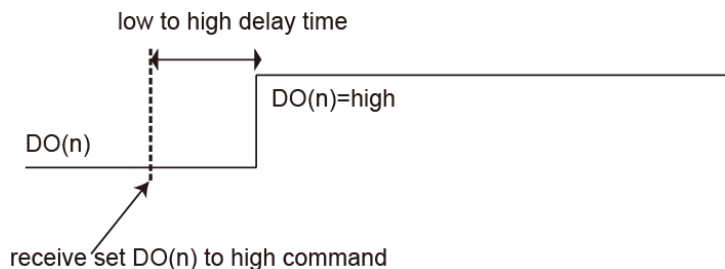 low to high delay time
DO(n)=high
DO(n)
receive set DO(n) to high command